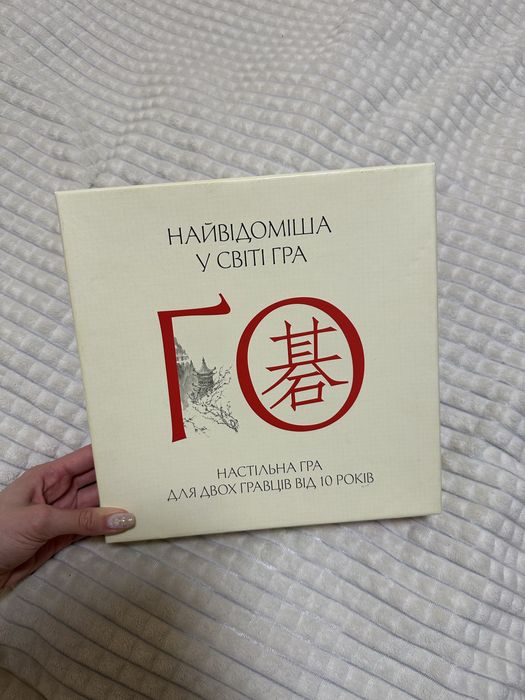 НАЙВІДОМІША
У СВІТІ ГРА
ГО
碁
НАСТІЛЬНА ГРА
ДЛЯ ДВОХ ГРАВЦІВ ВІД 10 РОКІВ